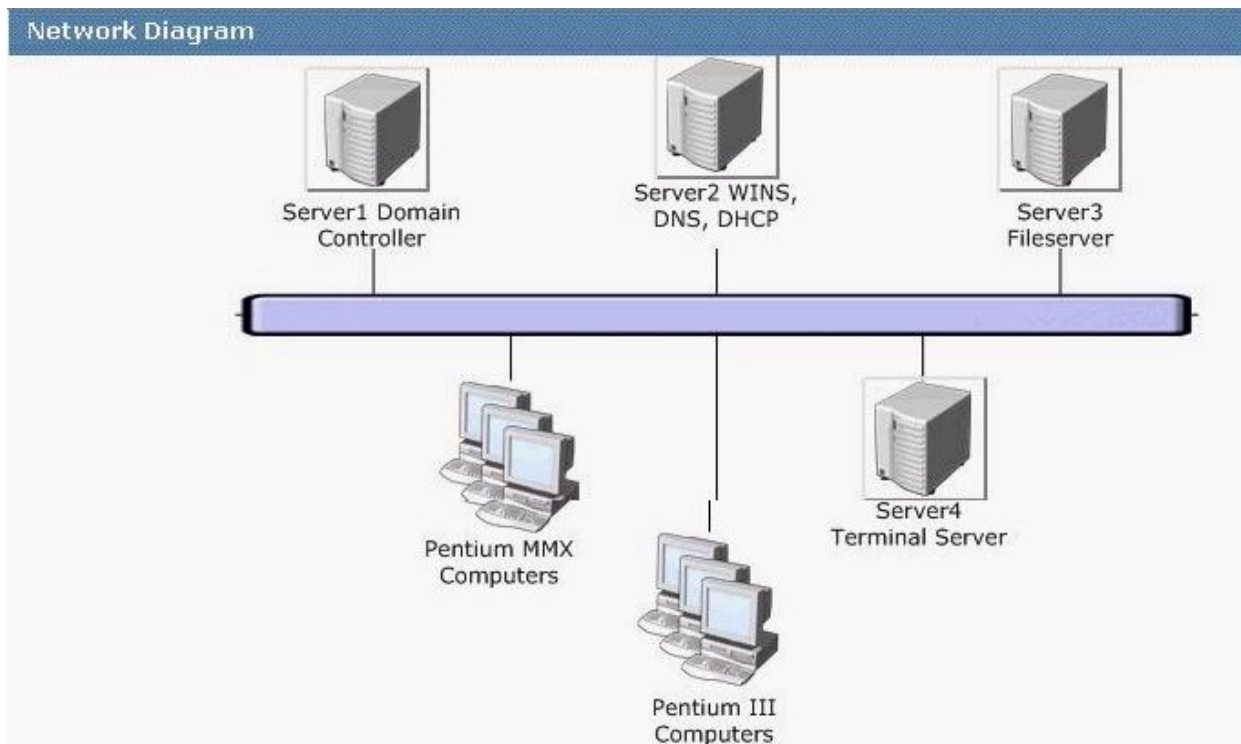 Network Diagram
Server1 Domain
Controller
Server2 WINS,
DNS, DHCP
Server3
Fileserver
Pentium MMX
Computers
Server4
Terminal Server
Pentium III
Computers